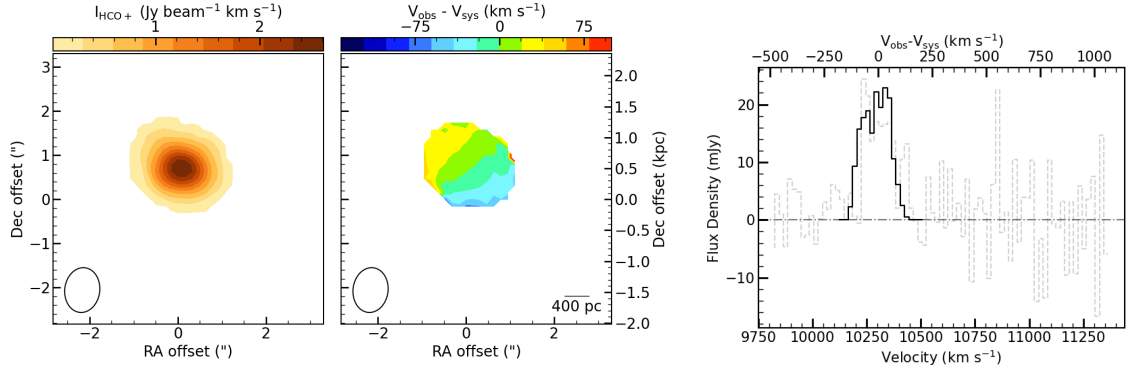 I_HCO+ (Jy beam⁻¹ km s⁻¹)
1 2
3
2
1
0
−1
−2
Dec offset (")
−2 0 2
RA offset (")
V_obs - V_sys (km s⁻¹)
−75 0 75
2.0
1.5
1.0
0.5
0.0
−0.5
−1.0
−1.5
−2.0
Dec offset (kpc)
400 pc
−2 0 2
RA offset (")
V_obs-V_sys (km s⁻¹)
−500 −250 0 250 500 750 1000
20
10
0
−10
Flux Density (mJy)
9750 10000 10250 10500 10750 11000 11250
Velocity (km s⁻¹)